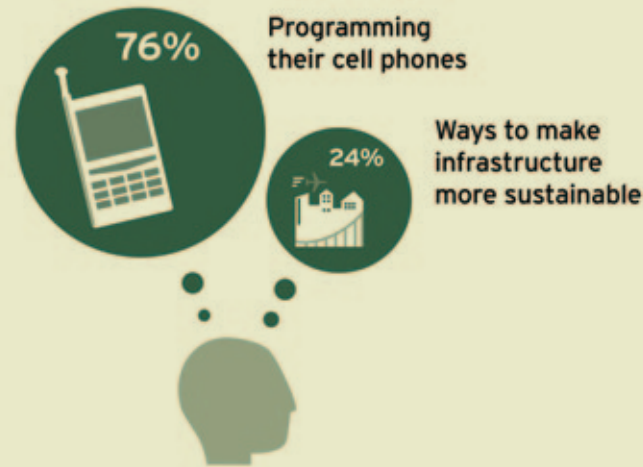 76%
Programming
their cell phones
24%
Ways to make
infrastructure
more sustainable